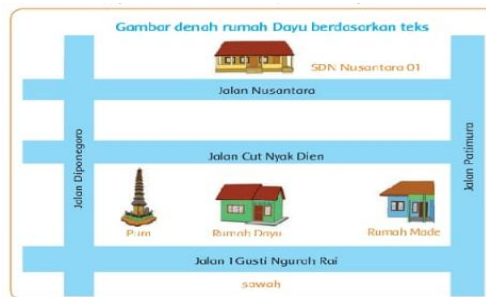 Gambar denah rumah Dayu berdasarkan teks
SDN Nusantara 01
Jalan Nusantara
Jalan Diponegoro
Jalan Patimura
Jalan Cut Nyak Dien
Pura
Rumah Dayu
Rumah Made
Jalan I Gusti Ngurah Rai
sawah